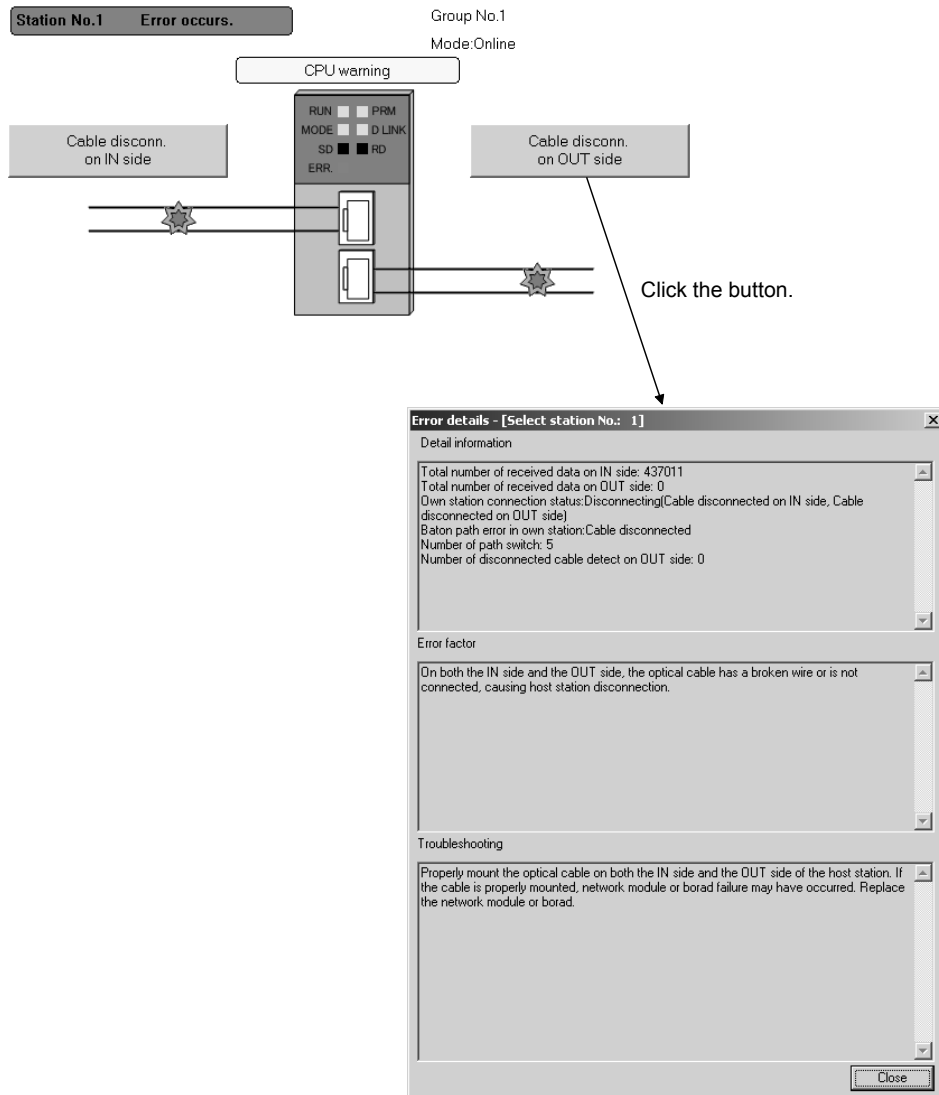 Station No.1 Error occurs.
Group No.1
Mode:Online
CPU warning
RUN PRM
MODE D LINK
SD RD
ERR.
Cable disconn.
on IN side
Cable disconn.
on OUT side
Click the button.
Error details - [Select station No.: 1]
Detail information
Total number of received data on IN side: 437011
Total number of received data on OUT side: 0
Own station connection status:Disconnecting(Cable disconnected on IN side, Cable
disconnected on OUT side)
Baton path error in own station:Cable disconnected
Number of path switch: 5
Number of disconnected cable detect on OUT side: 0
Error factor
On both the IN side and the OUT side, the optical cable has a broken wire or is not
connected, causing host station disconnection.
Troubleshooting
Properly mount the optical cable on both the IN side and the OUT side of the host station. If
the cable is properly mounted, network module or borad failure may have occurred. Replace
the network module or borad.
Close